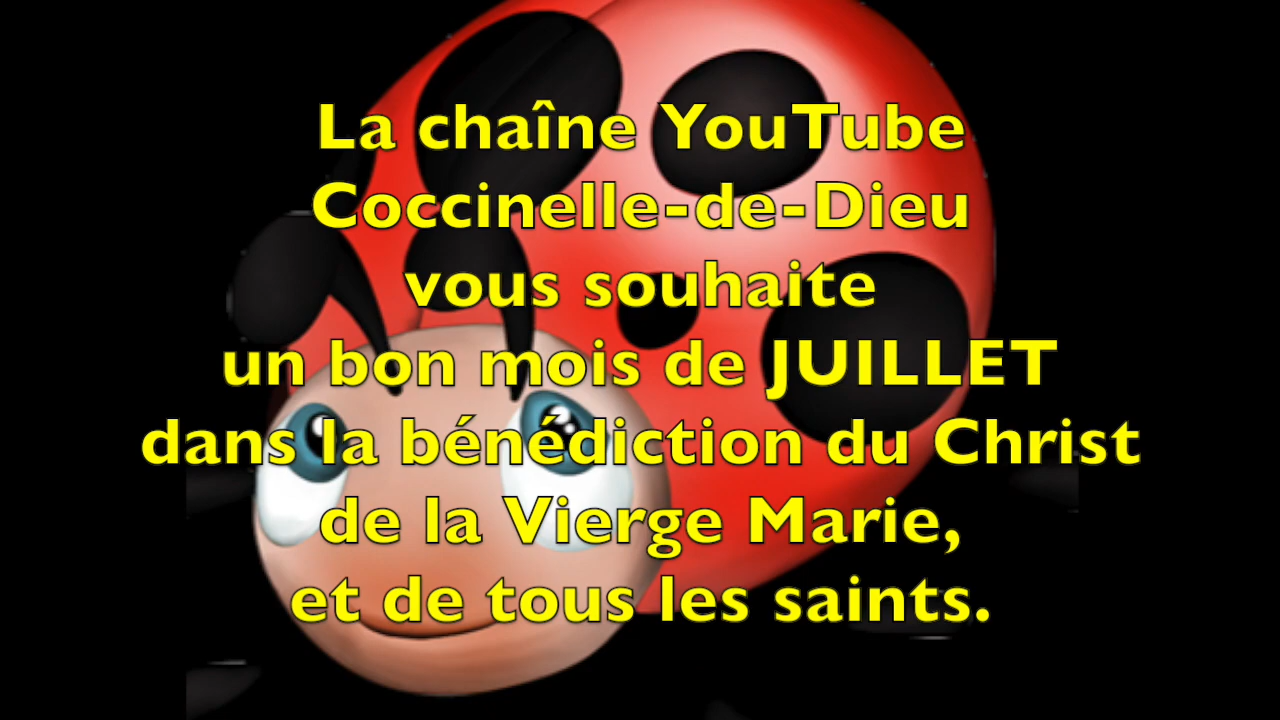 La chaîne YouTube
Coccinelle-de-Dieu
vous souhaite
un bon mois de JUILLET
dans la bénédiction du Christ
de la Vierge Marie,
et de tous les saints.